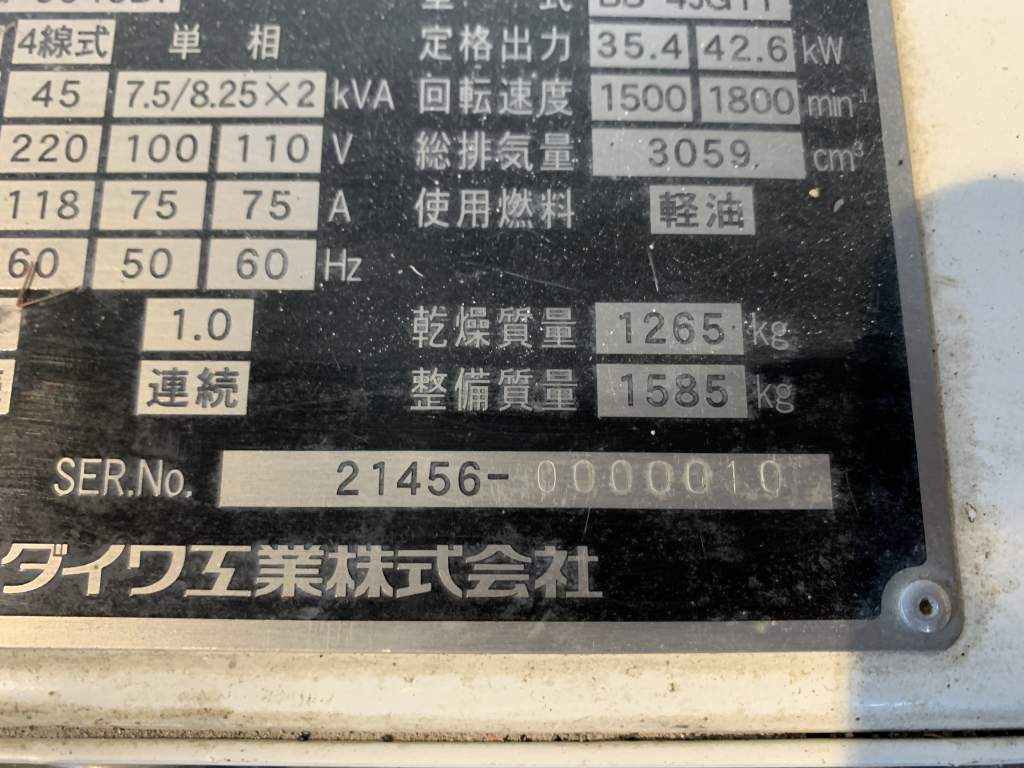 4線式 単相 定格出力 35.4 42.6 kW
45 7.5/8.25×2 kVA 回転速度 1500 1800 min⁻¹
220 100 110 V 総排気量 3059. cm³
118 75 75 A 使用燃料 軽油
60 50 60 Hz
1.0 乾燥質量 1265 kg
連続 整備質量 1585 kg
SER.No. 21456-0000010
ダイワ工業株式会社